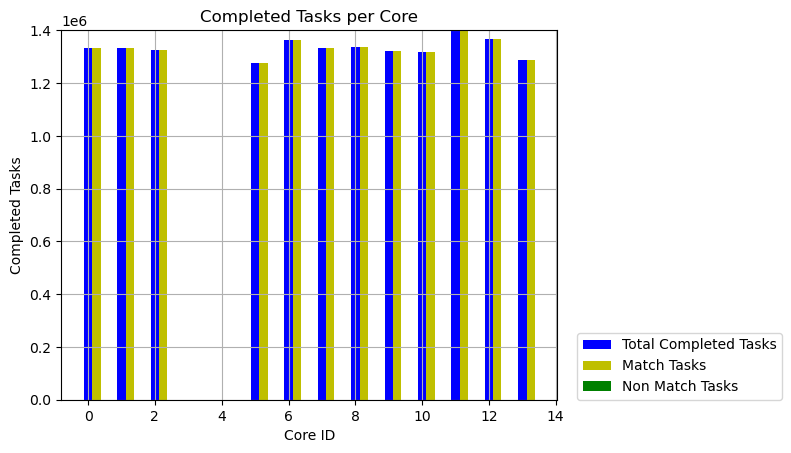 Completed Tasks per Core
1e6
1.4
1.2
1.0
0.8
0.6
0.4
0.2
0.0
Completed Tasks
0 2 4 6 8 10 12 14
Core ID
Total Completed Tasks
Match Tasks
Non Match Tasks